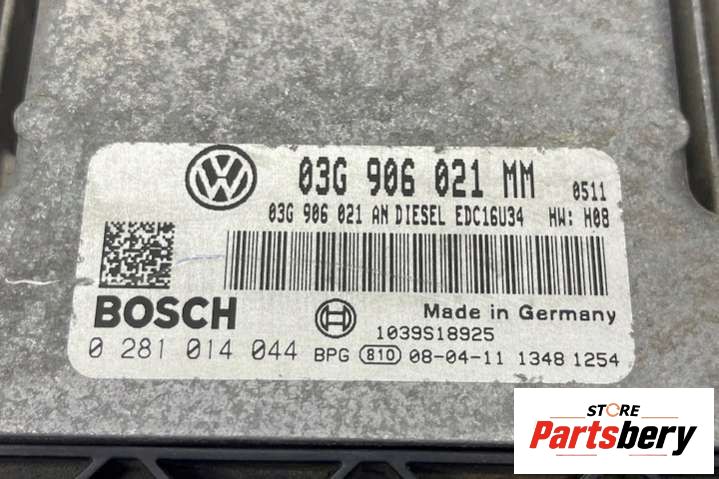 03G 906 021 MM 0511
03G 906 021 AN DIESEL EDC16U34 HW: H08
BOSCH
Made in Germany
1039S18925
0 281 014 044 BPG 810 08-04-11 1348 1254
STORE
Partsbery